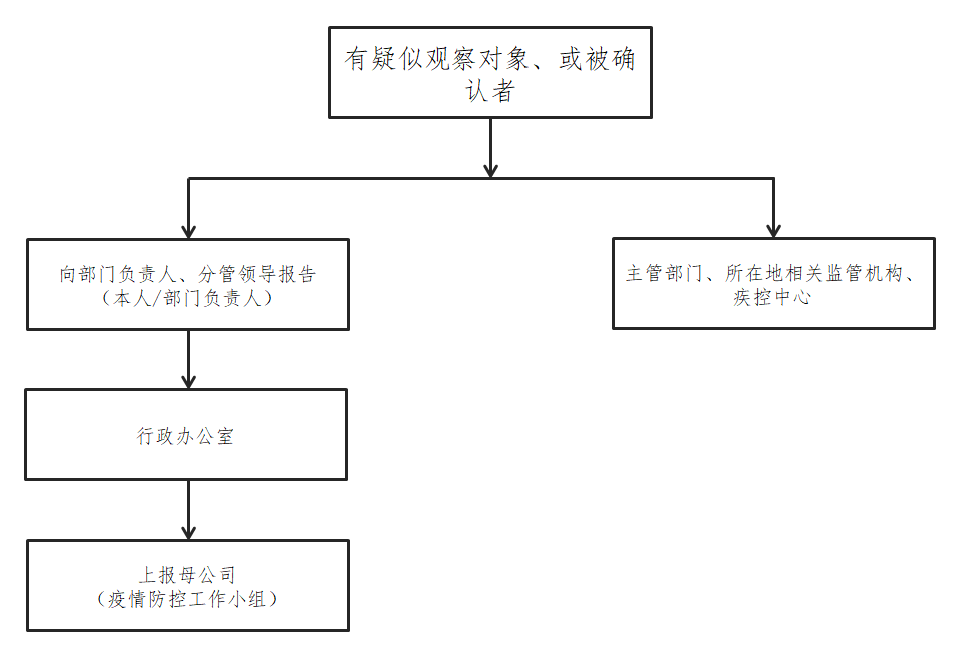 有疑似观察对象、或被确
认者
向部门负责人、分管领导报告
（本人/部门负责人）
主管部门、所在地相关监管机构、
疾控中心
行政办公室
上报母公司
（疫情防控工作小组）